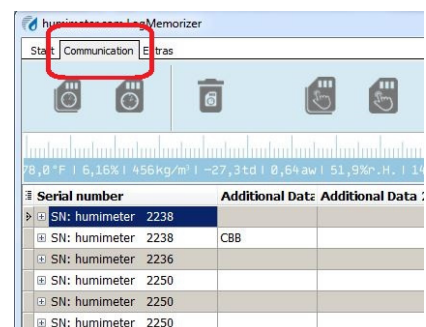 humimeter.com LogMemorizer
Start Communication Extras
78,0°F | 6,16% | 456kg/m³ | -27,3td | 0,64aw | 51,9%r.H. | 14
Serial number Additional Data Additional Data 2
SN: humimeter 2238
SN: humimeter 2238 CBB
SN: humimeter 2236
SN: humimeter 2250
SN: humimeter 2250
SN: humimeter 2250